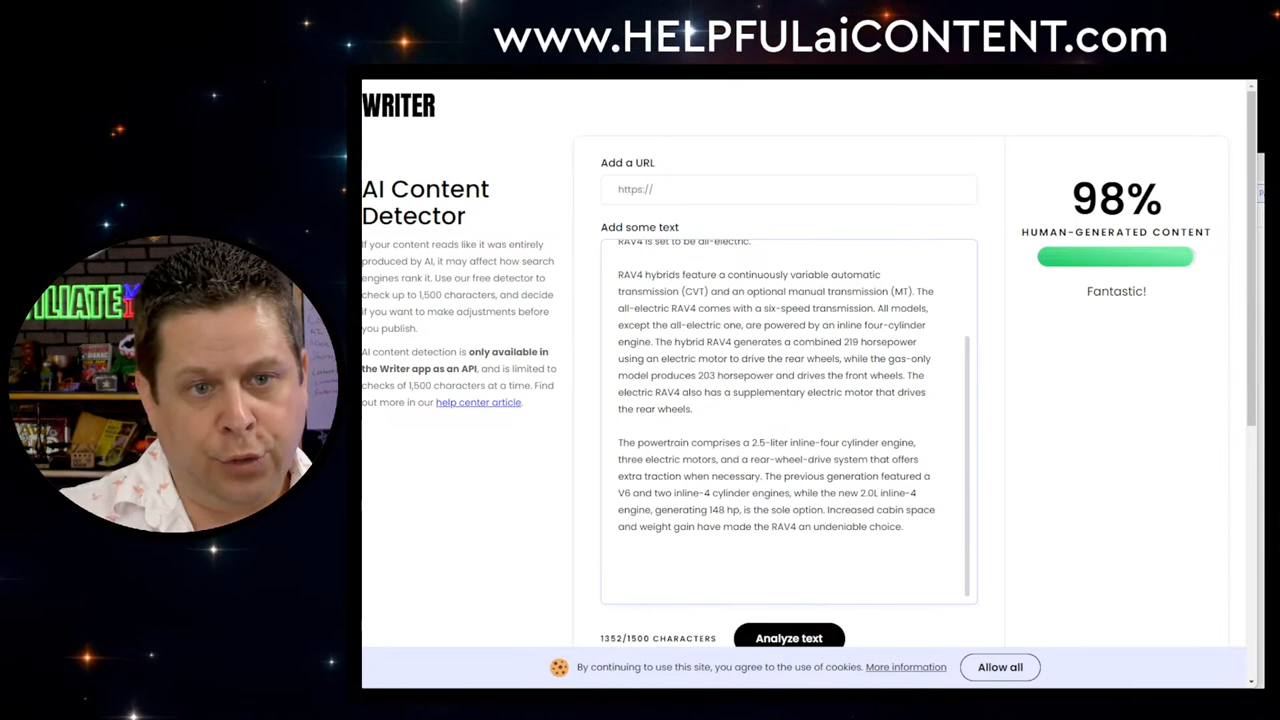 www.HELPFULaiCONTENT.com
WRITER
AI Content
Detector
If your content reads like it was entirely
produced by AI, it may affect how search
engines rank it. Use our free detector to
check up to 1,500 characters, and decide
if you want to make adjustments before
you publish.
AI content detection is only available in
the Writer app as an API, and is limited to
checks of 1,500 characters at a time. Find
out more in our help center article.
Add a URL
https://
Add some text
RAV4 is set to be all-electric.
RAV4 hybrids feature a continuously variable automatic
transmission (CVT) and an optional manual transmission (MT). The
all-electric RAV4 comes with a six-speed transmission. All models,
except the all-electric one, are powered by an inline four-cylinder
engine. The hybrid RAV4 generates a combined 219 horsepower
using an electric motor to drive the rear wheels, while the gas-only
model produces 203 horsepower and drives the front wheels. The
electric RAV4 also has a supplementary electric motor that drives
the rear wheels.
The powertrain comprises a 2.5-liter inline-four cylinder engine,
three electric motors, and a rear-wheel-drive system that offers
extra traction when necessary. The previous generation featured a
V6 and two inline-4 cylinder engines, while the new 2.0L inline-4
engine, generating 148 hp, is the sole option. Increased cabin space
and weight gain have made the RAV4 an undeniable choice.
1352/1500 CHARACTERS
Analyze text
98%
HUMAN-GENERATED CONTENT
Fantastic!
By continuing to use this site, you agree to the use of cookies. More information
Allow all
ILIATE